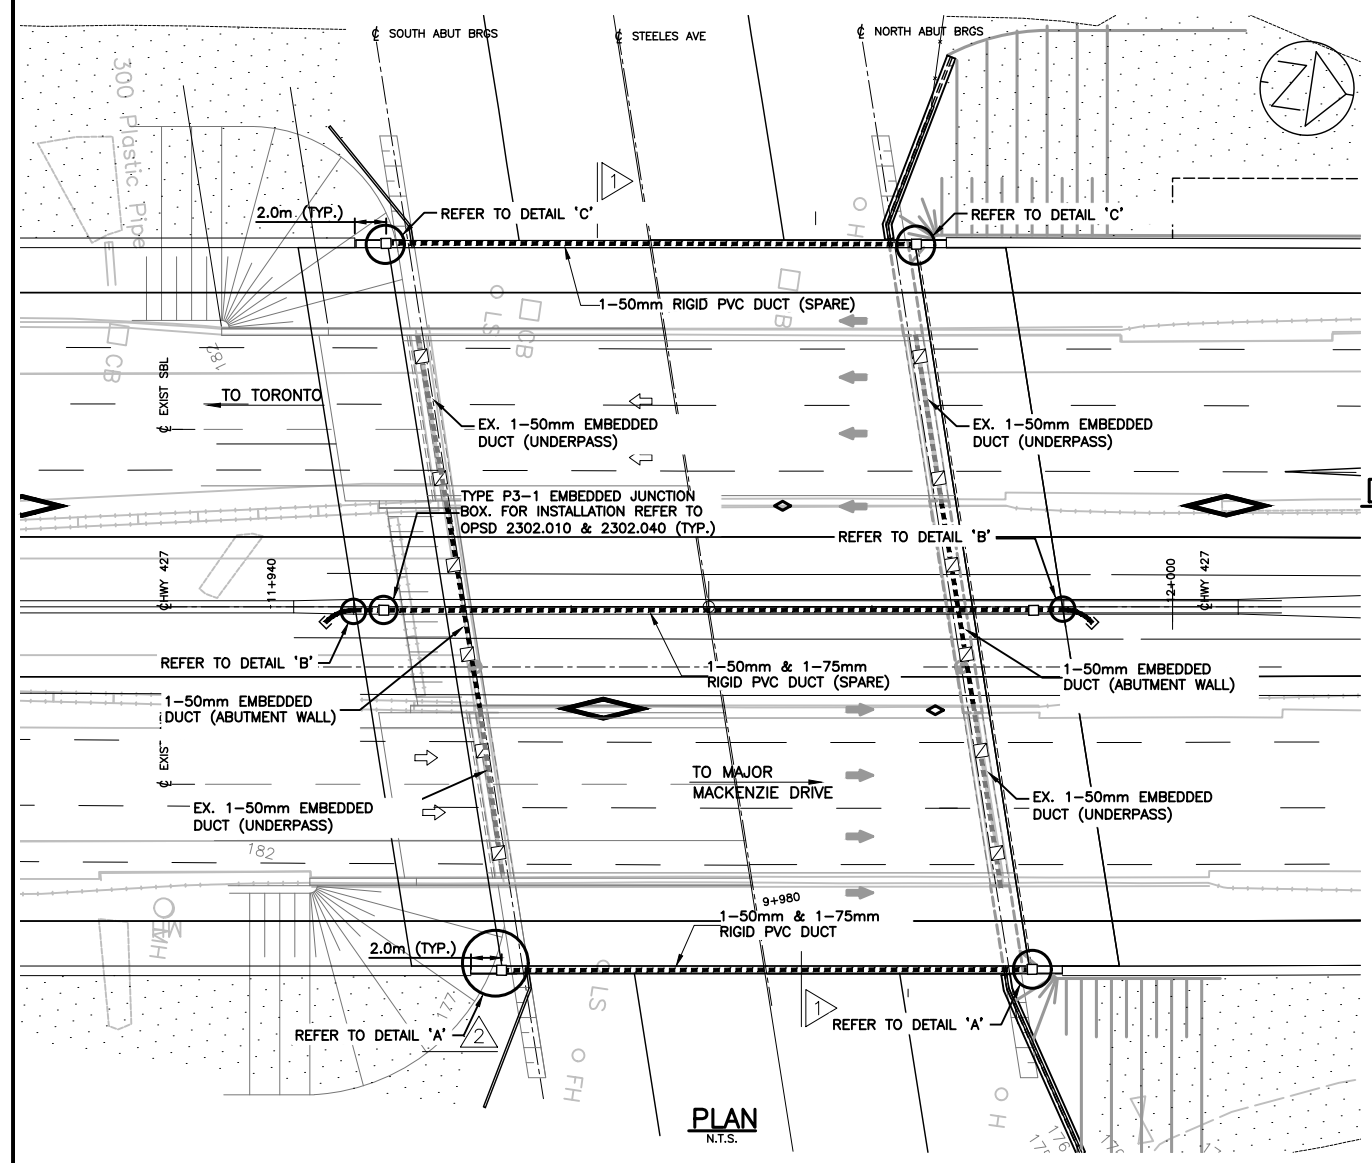 ℄ SOUTH ABUT BRGS
℄ STEELES AVE
℄ NORTH ABUT BRGS
Z
300 Plastic Pipe
1
2.0m (TYP.)
REFER TO DETAIL 'C'
REFER TO DETAIL 'C'
H
1-50mm RIGID PVC DUCT (SPARE)
LS
CB
B
CB
182
℄ EXIST SBL
TO TORONTO
EX. 1-50mm EMBEDDED
DUCT (UNDERPASS)
EX. 1-50mm EMBEDDED
DUCT (UNDERPASS)
TYPE P3-1 EMBEDDED JUNCTION
BOX. FOR INSTALLATION REFER TO
OPSD 2302.010 & 2302.040 (TYP.)
REFER TO DETAIL 'B'
℄HWY 427
11+940
12+000
℄HWY 427
REFER TO DETAIL 'B'
1-50mm & 1-75mm
RIGID PVC DUCT (SPARE)
1-50mm EMBEDDED
DUCT (ABUTMENT WALL)
1-50mm EMBEDDED
DUCT (ABUTMENT WALL)
℄ EXIST
TO MAJOR
MACKENZIE DRIVE
EX. 1-50mm EMBEDDED
DUCT (UNDERPASS)
EX. 1-50mm EMBEDDED
DUCT (UNDERPASS)
182
9+980
1-50mm & 1-75mm
RIGID PVC DUCT
MH
2.0m (TYP.)
LS
177
1
REFER TO DETAIL 'A'
2
REFER TO DETAIL 'A'
FH
H
PLAN
N.T.S.
176